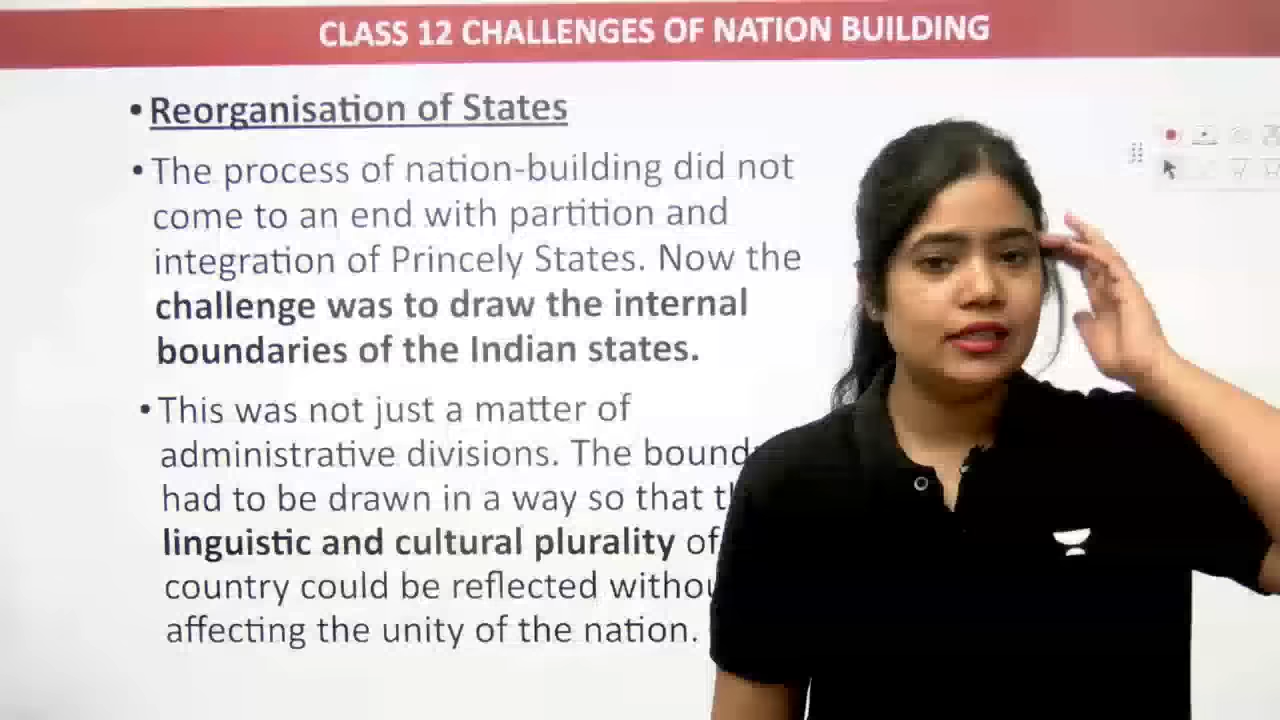 CLASS 12 CHALLENGES OF NATION BUILDING
• Reorganisation of States
• The process of nation-building did not
come to an end with partition and
integration of Princely States. Now the
challenge was to draw the internal
boundaries of the Indian states.
• This was not just a matter of
administrative divisions. The
had to be drawn in a way so that
linguistic and cultural plurality of
country could be reflected
affecting the unity of the nation.